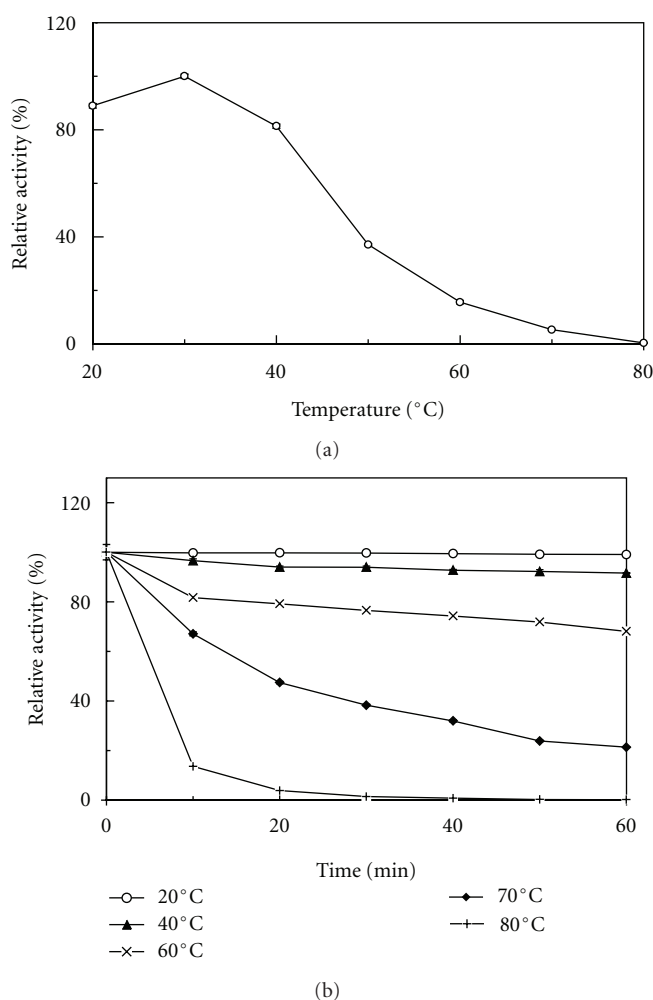 120
80
40
0
Relative activity (%)
20 40 60 80
Temperature (°C)
(a)
120
80
40
0
Relative activity (%)
0 20 40 60
Time (min)
20°C 70°C
40°C 80°C
60°C
(b)